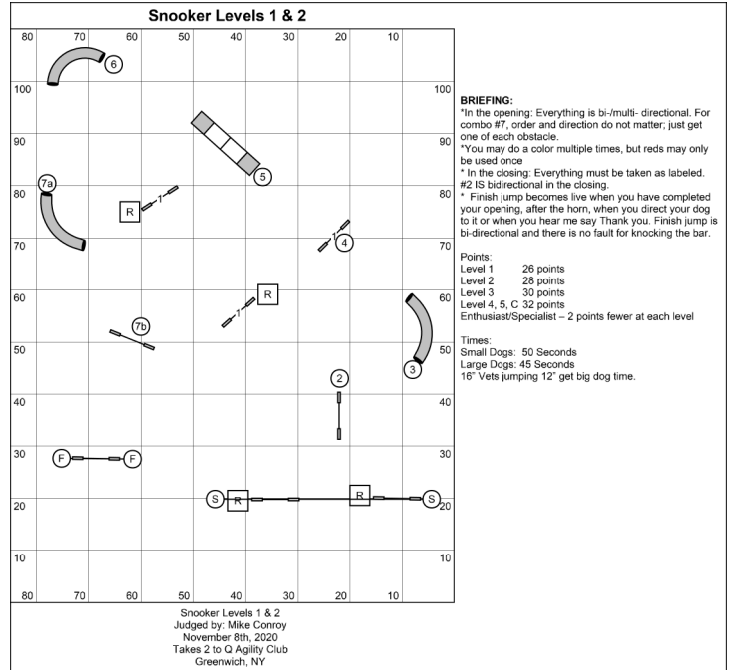 Snooker Levels 1 & 2
80 70 60 50 40 30 20 10
6
100 100
90 90
5
80 80
7a
1
R
70 70
1
4
60 60
R
1
7b
50 50
3
2
40 40
30 30
F F
S R R S
20 20
10 10
80 70 60 50 40 30 20 10
Snooker Levels 1 & 2
Judged by: Mike Conroy
November 8th, 2020
Takes 2 to Q Agility Club
Greenwich, NY
BRIEFING:
*In the opening: Everything is bi-/multi- directional. For
combo #7, order and direction do not matter; just get
one of each obstacle.
*You may do a color multiple times, but reds may only
be used once
* In the closing: Everything must be taken as labeled.
#2 IS bidirectional in the closing.
* Finish jump becomes live when you have completed
your opening, after the horn, when you direct your dog
to it or when you hear me say Thank you. Finish jump is
bi-directional and there is no fault for knocking the bar.
Points:
Level 1 26 points
Level 2 28 points
Level 3 30 points
Level 4, 5, C 32 points
Enthusiast/Specialist – 2 points fewer at each level
Times:
Small Dogs: 50 Seconds
Large Dogs: 45 Seconds
16" Vets jumping 12" get big dog time.